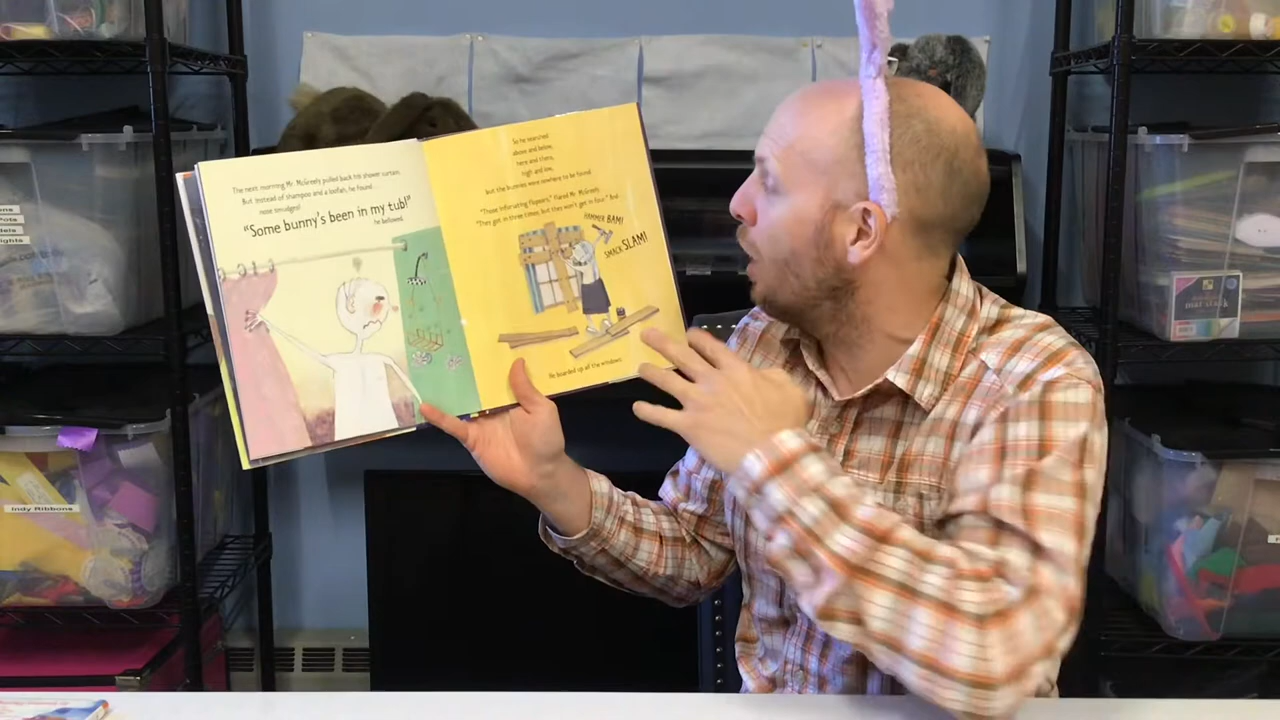 The next morning Mr. McGreely pulled back his shower curtain.
But instead of shampoo and a loofah, he found...
nose smudges!
"Some bunny's been in my tub!"
he bellowed.
So he searched
above and below,
here and there,
high and low,
but the bunnies were nowhere to be found.
"Those infuriating flopears," flared Mr. McGreely.
"They got in three times, but they won't get in four." And—
HAMMER BAM!
SMACK SLAM!
He boarded up all the windows.
Indy Ribbons